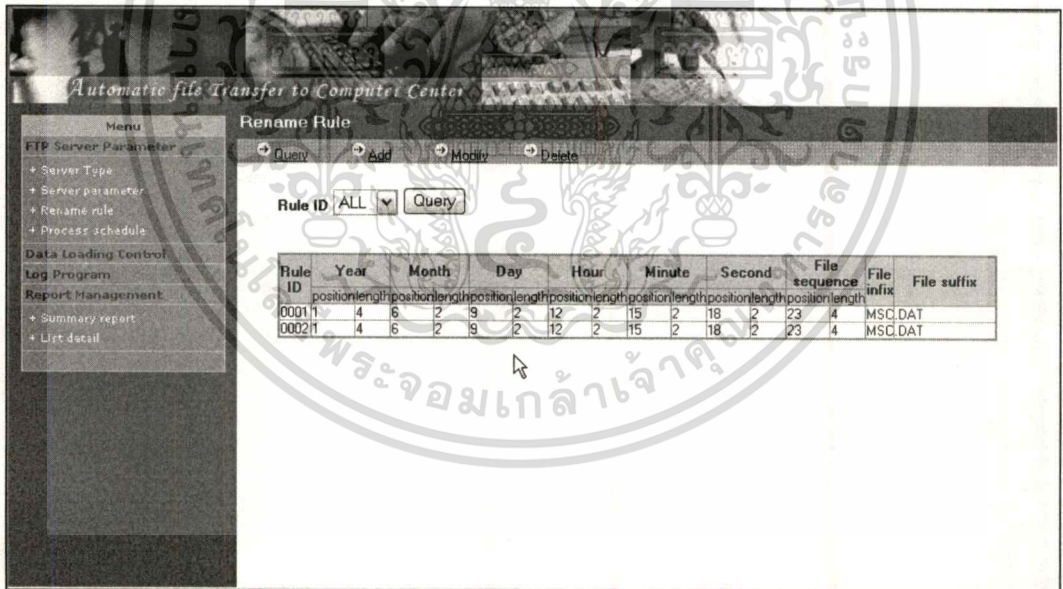 Automatic file Transfer to Computer Center
Menu
FTP Server Parameter
+ Server Type
+ Server parameter
+ Rename rule
+ Process schedule
Data Loading Control
Log Program
Report Management
+ Summary report
+ List detail
Rename Rule
Query Add Modify Delete
Rule ID ALL Query
Rule ID Year Month Day Hour Minute Second File sequence File infix File suffix
position length position length position length position length position length position length position length
0001 1 4 6 2 9 2 12 2 15 2 18 2 23 4 MSC .DAT
0002 1 4 6 2 9 2 12 2 15 2 18 2 23 4 MSC .DAT
พระจอมเกล้าเจ้าคุณ